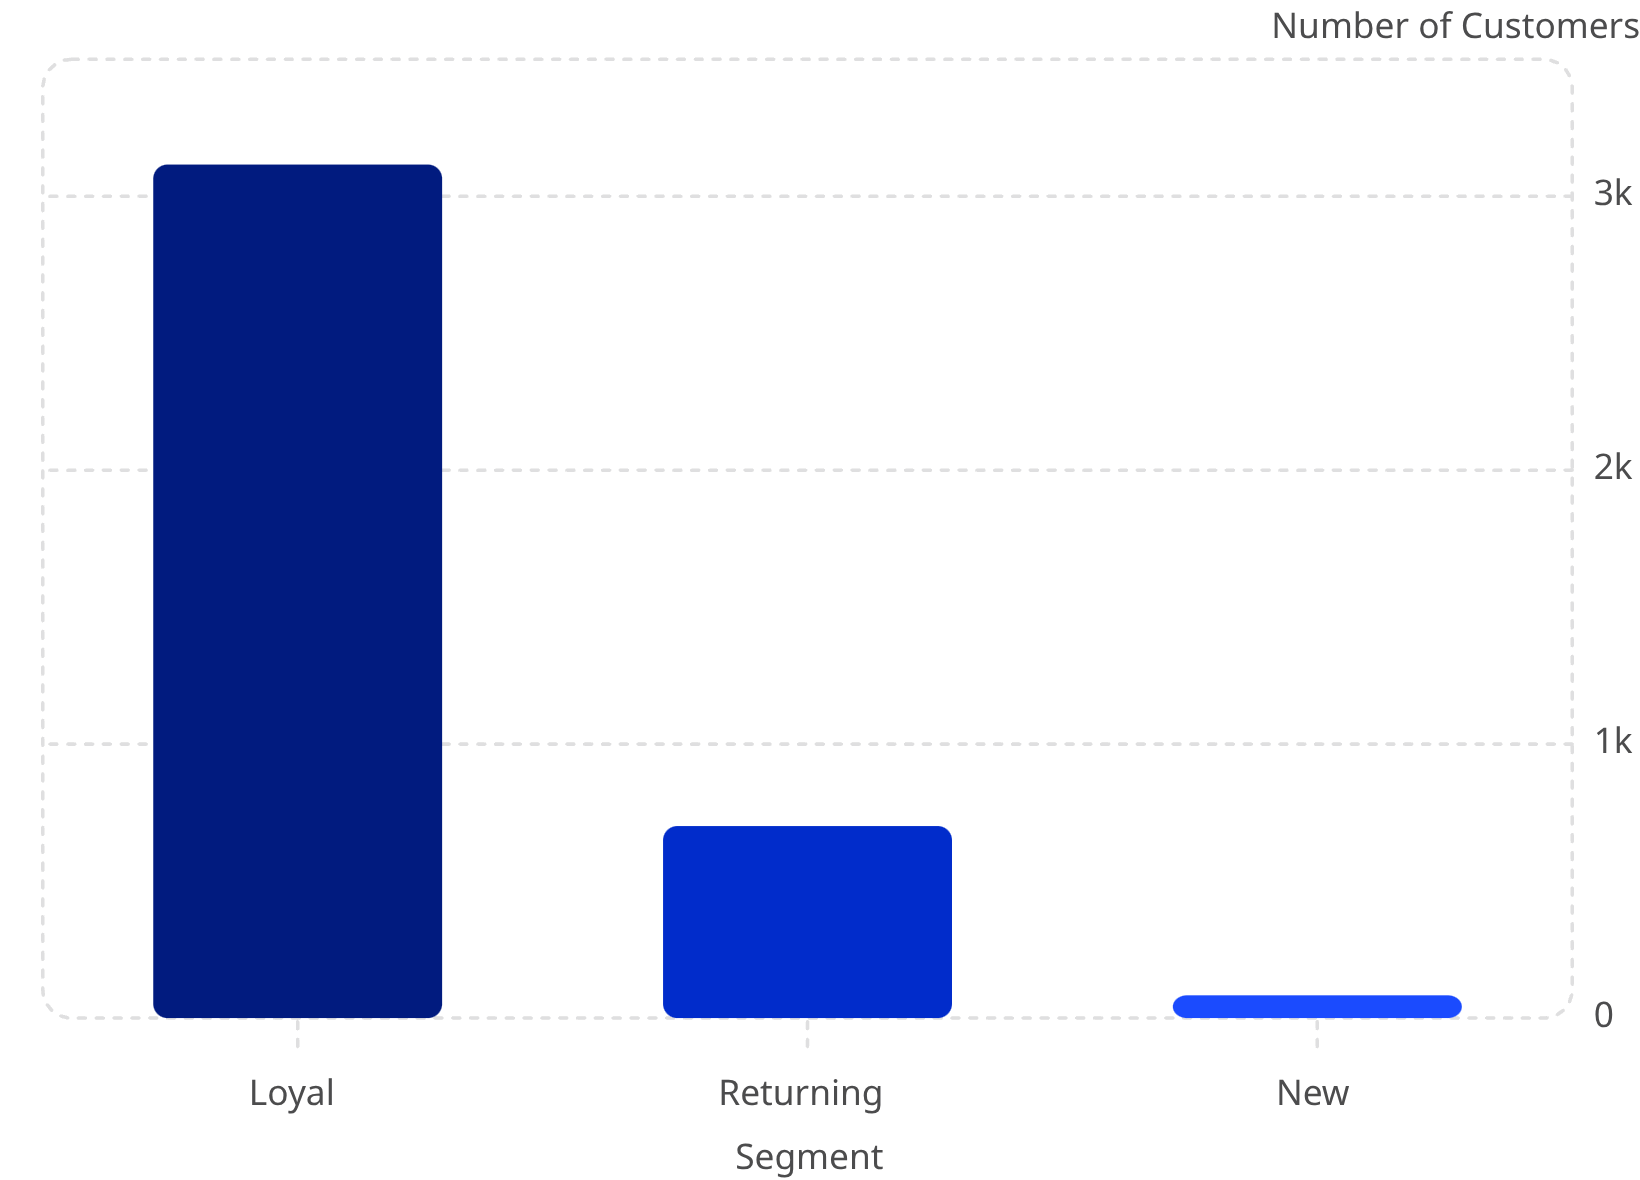 Number of Customers
3k
2k
1k
0
Loyal Returning New
Segment